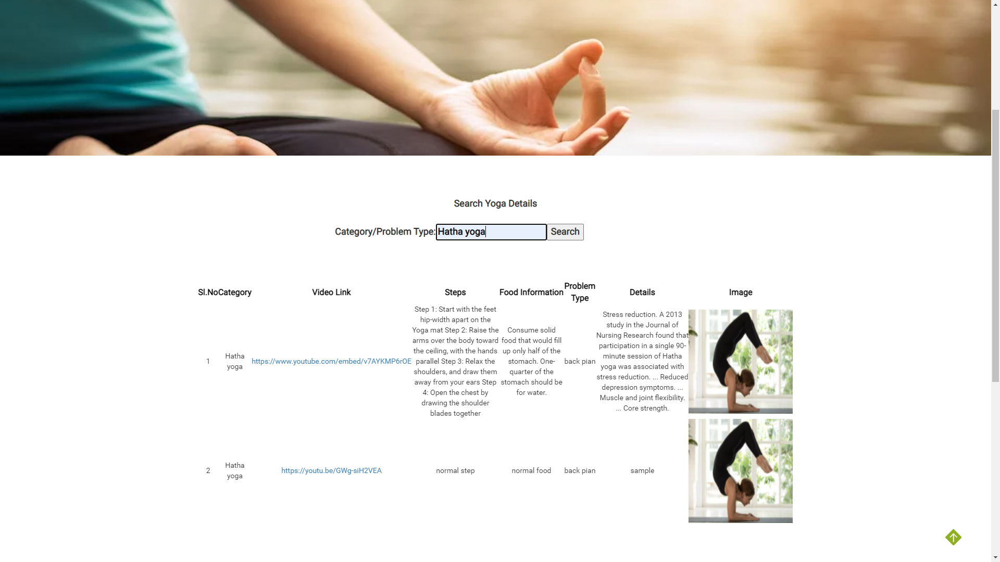 Search Yoga Details
Category/Problem Type: Hatha yoga Search
Sl.No Category Video Link Steps Food Information Problem Type Details Image
1
Hatha
yoga
https://www.youtube.com/embed/v7AYKMP6rOE
Step 1: Start with the feet
hip-width apart on the
Yoga mat Step 2: Raise the
arms over the body toward
the ceiling, with the hands
parallel Step 3: Relax the
shoulders, and draw them
away from your ears Step
4: Open the chest by
drawing the shoulder
blades together
Consume solid
food that would fill
up only half of the
stomach. One-
quarter of the
stomach should be
for water.
back pian
Stress reduction. A 2013
study in the Journal of
Nursing Research found that
participation in a single 90-
minute session of Hatha
yoga was associated with
stress reduction. ... Reduced
depression symptoms. ...
Muscle and joint flexibility.
... Core strength.
2
Hatha
yoga
https://youtu.be/GWg-siH2VEA
normal step
normal food
back pian
sample